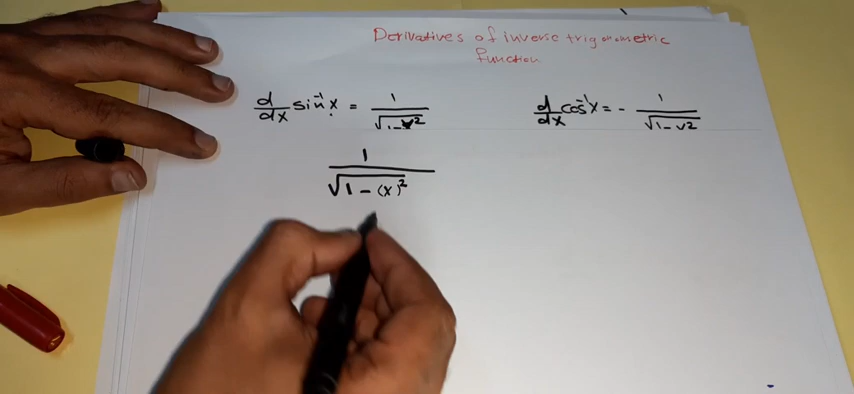 Derivatives of inverse trigonometric
function
d/dx sin⁻¹x = 1/√(1-x²)
d/dx cos⁻¹x = - 1/√(1-x²)
1/√(1-(x)²)